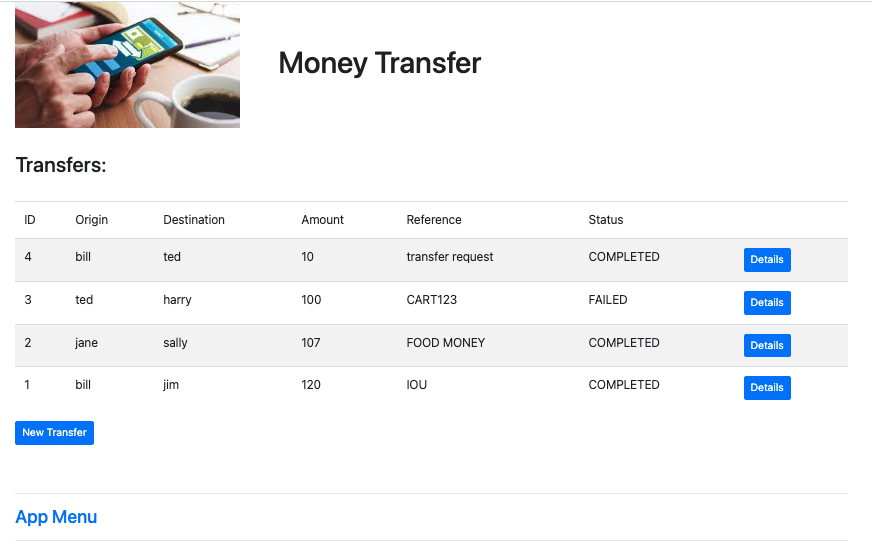 Money Transfer
Transfers:
ID Origin Destination Amount Reference Status
4 bill ted 10 transfer request COMPLETED Details
3 ted harry 100 CART123 FAILED Details
2 jane sally 107 FOOD MONEY COMPLETED Details
1 bill jim 120 IOU COMPLETED Details
New Transfer
App Menu